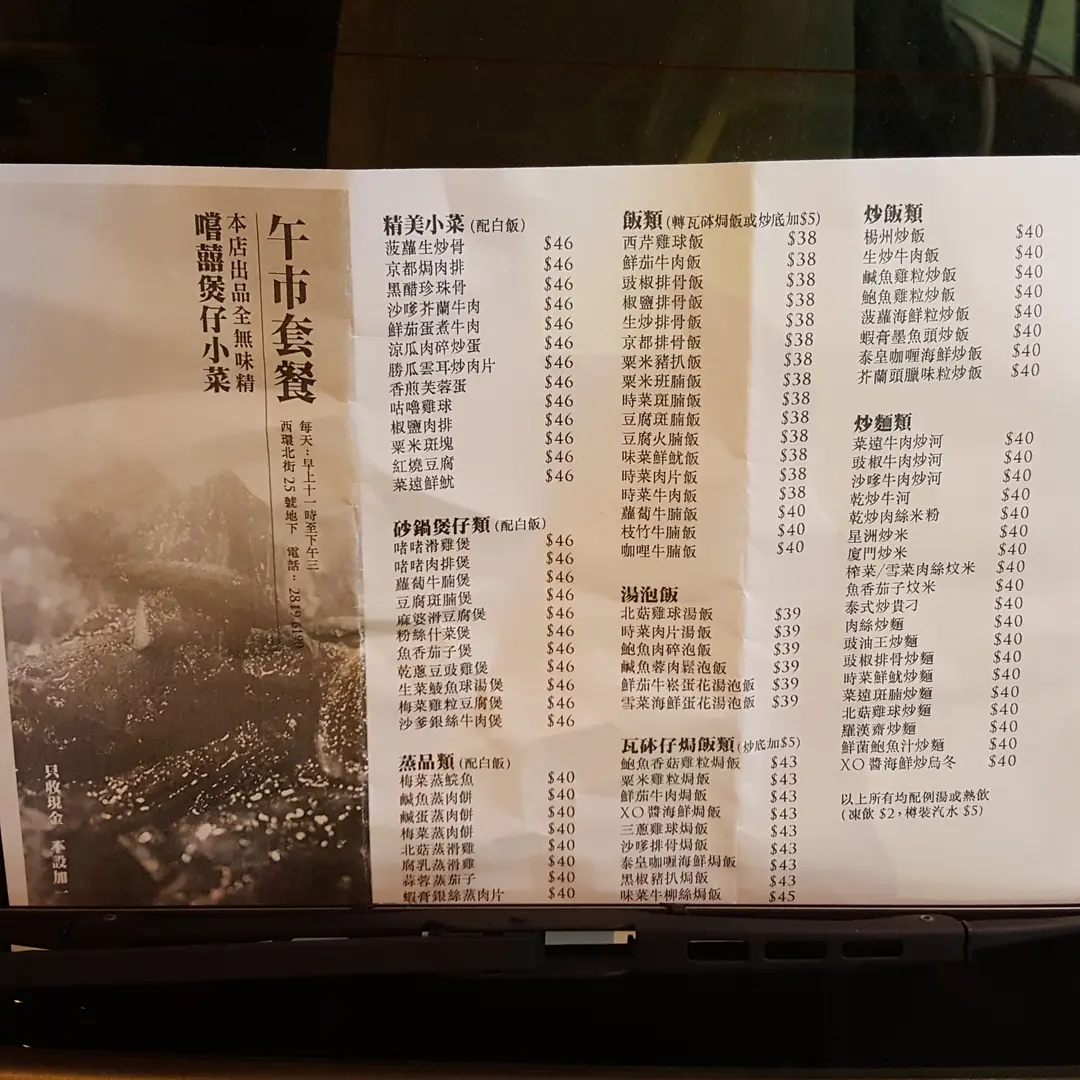 午市套餐
本店出品全無味精
嚐囍煲仔小菜
每天：早上十一時至下午三
西環北街 25 號地下 電話：2819 6190
只收現金 不設加一
精美小菜 (配白飯)
菠蘿生炒骨 $46
京都焗肉排 $46
黑醋珍珠骨 $46
沙嗲芥蘭牛肉 $46
鮮茄蛋煮牛肉 $46
涼瓜肉碎炒蛋 $46
勝瓜雲耳炒肉片 $46
香煎芙蓉蛋 $46
咕嚕雞球 $46
椒鹽肉排 $46
粟米斑塊 $46
紅燒豆腐 $46
菜遠鮮魷 $46
砂鍋煲仔類 (配白飯)
啫啫滑雞煲 $46
啫啫肉排煲 $46
蘿蔔牛腩煲 $46
豆腐斑腩煲 $46
麻婆滑豆腐煲 $46
粉絲什菜煲 $46
魚香茄子煲 $46
乾蔥豆豉雞煲 $46
生菜鯪魚球湯煲 $46
梅菜雞粒豆腐煲 $46
沙爹銀絲牛肉煲 $46
蒸品類 (配白飯)
梅菜蒸鯇魚 $40
鹹魚蒸肉餅 $40
鹹蛋蒸肉餅 $40
梅菜蒸肉餅 $40
北菇蒸滑雞 $40
腐乳蒸滑雞 $40
蒜蓉蒸茄子 $40
蝦膏銀絲蒸肉片 $40
飯類 (轉瓦砵焗飯或炒底加$5)
西芹雞球飯 $38
鮮茄牛肉飯 $38
豉椒排骨飯 $38
椒鹽排骨飯 $38
生炒排骨飯 $38
京都排骨飯 $38
粟米豬扒飯 $38
粟米班腩飯 $38
時菜斑腩飯 $38
豆腐斑腩飯 $38
豆腐火腩飯 $38
味菜鮮魷飯 $38
時菜肉片飯 $38
時菜牛肉飯 $38
蘿蔔牛腩飯 $40
枝竹牛腩飯 $40
咖哩牛腩飯 $40
湯泡飯
北菇雞球湯飯 $39
時菜肉片湯飯 $39
鮑魚肉碎泡飯 $39
鹹魚蓉肉鬆泡飯 $39
鮮茄牛崧蛋花湯泡飯 $39
雪菜海鮮蛋花湯泡飯 $39
瓦砵仔焗飯類 (炒底加$5)
鮑魚香菇雞粒焗飯 $43
粟米雞粒焗飯 $43
鮮茄牛肉焗飯 $43
XO醬海鮮焗飯 $43
三蔥雞球焗飯 $43
沙嗲排骨焗飯 $43
泰皇咖喱海鮮焗飯 $43
黑椒豬扒焗飯 $43
味菜牛柳絲焗飯 $45
炒飯類
楊州炒飯 $40
生炒牛肉飯 $40
鹹魚雞粒炒飯 $40
鮑魚雞粒炒飯 $40
菠蘿海鮮粒炒飯 $40
蝦膏墨魚頭炒飯 $40
泰皇咖喱海鮮炒飯 $40
芥蘭頭臘味粒炒飯 $40
炒麵類
菜遠牛肉炒河 $40
豉椒牛肉炒河 $40
沙嗲牛肉炒河 $40
乾炒牛河 $40
乾炒肉絲米粉 $40
星洲炒米 $40
廈門炒米 $40
榨菜/雪菜肉絲炆米 $40
魚香茄子炆米 $40
泰式炒貴刁 $40
肉絲炒麵 $40
豉油王炒麵 $40
豉椒排骨炒麵 $40
時菜鮮魷炒麵 $40
菜遠斑腩炒麵 $40
北菇雞球炒麵 $40
羅漢齋炒麵 $40
鮮菌鮑魚汁炒麵 $40
XO醬海鮮炒烏冬 $40
以上所有均配例湯或熱飲
(凍飲 $2，樽裝汽水 $5)